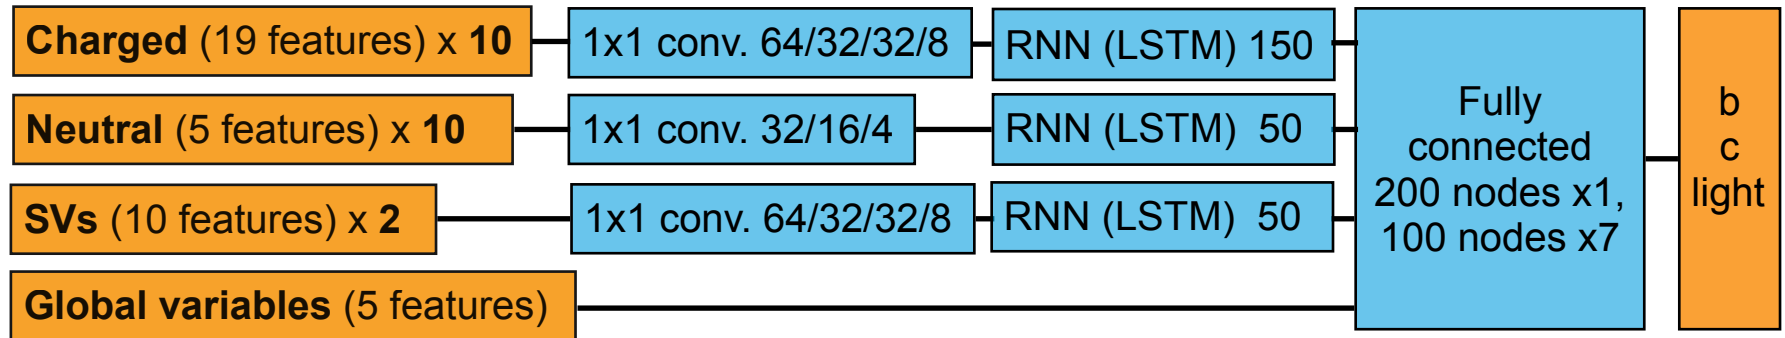 Charged (19 features) x 10
1x1 conv. 64/32/32/8
RNN (LSTM) 150
Neutral (5 features) x 10
1x1 conv. 32/16/4
RNN (LSTM) 50
SVs (10 features) x 2
1x1 conv. 64/32/32/8
RNN (LSTM) 50
Global variables (5 features)
Fully
connected
200 nodes x1,
100 nodes x7
b
c
light